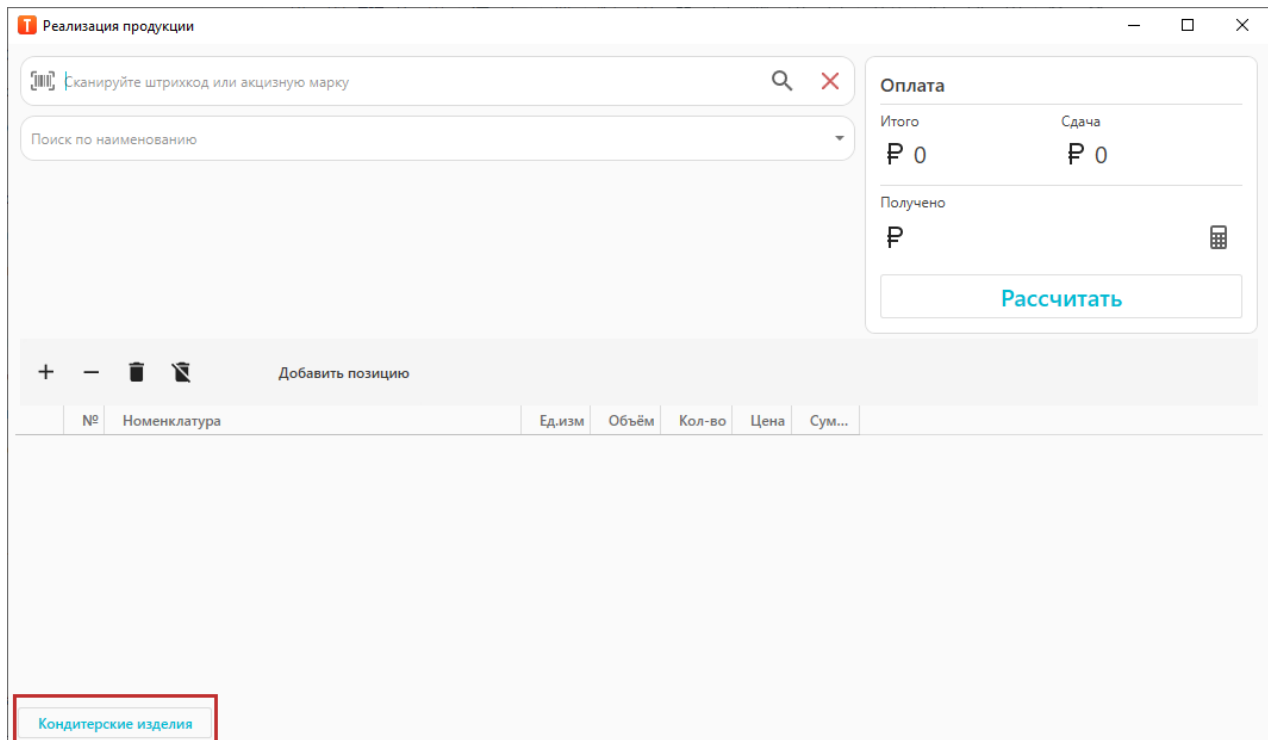 T Реализация продукции
Сканируйте штрихкод или акцизную марку
Поиск по наименованию
Оплата
Итого Сдача
₽ 0 ₽ 0
Получено
₽
Рассчитать
Добавить позицию
№ Номенклатура Ед.изм Объём Кол-во Цена Сум...
Кондитерские изделия